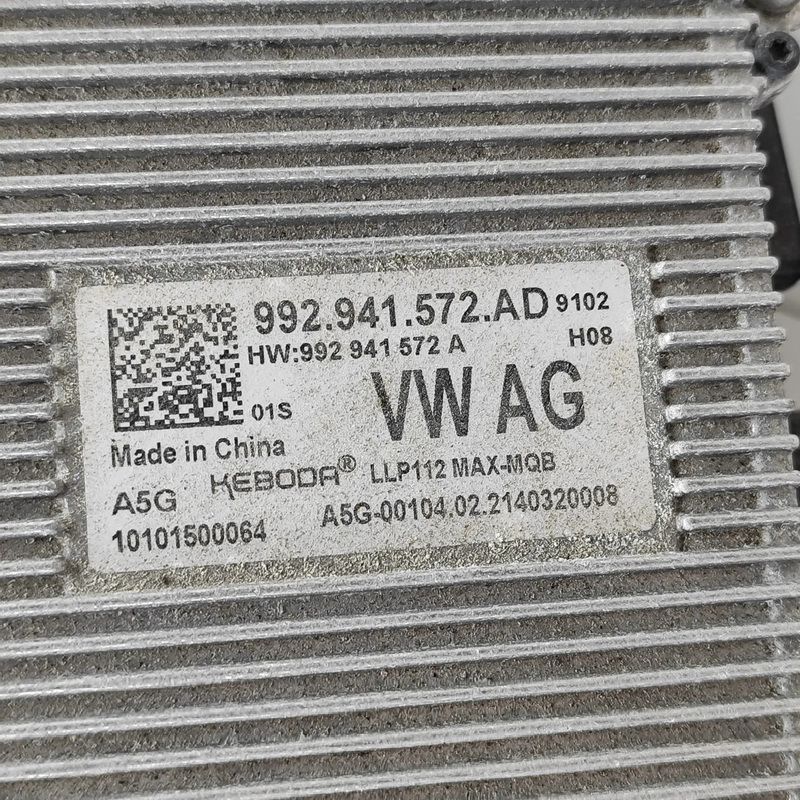 992.941.572.AD 9102
HW:992 941 572 A H08
01S VW AG
Made in China
A5G KEBODA® LLP112 MAX-MQB
10101500064 A5G-00104.02.2140320008